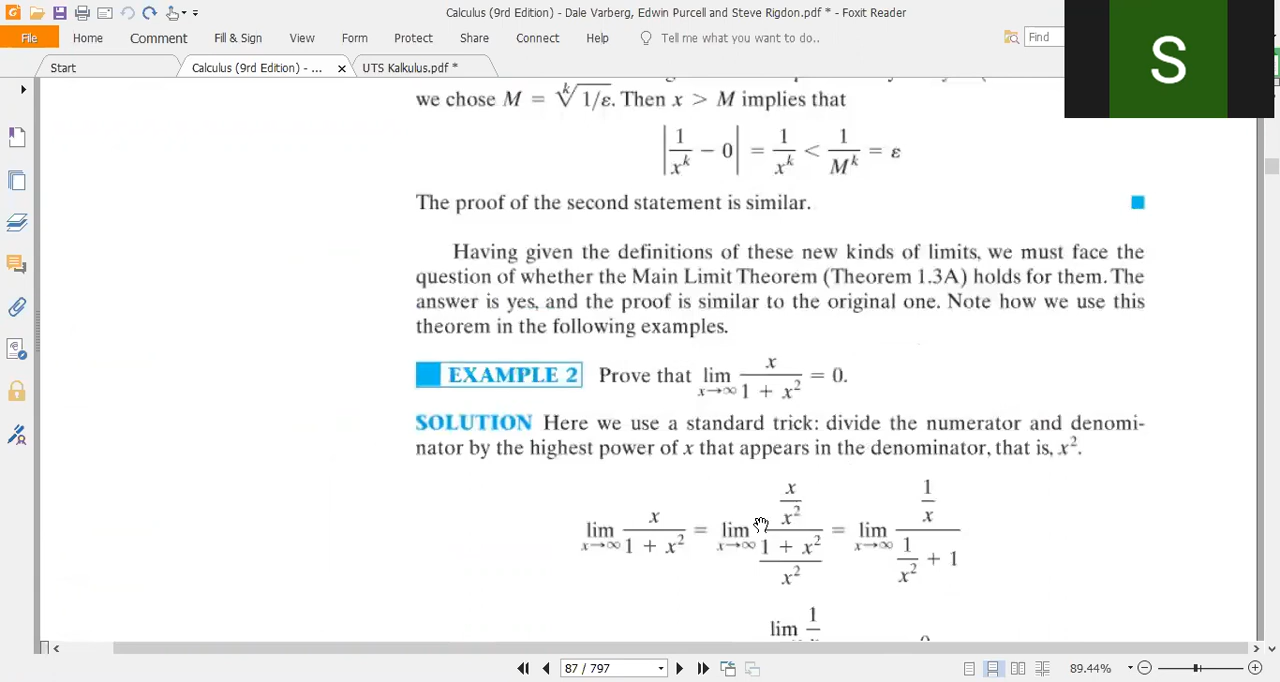 Calculus (9rd Edition) - Dale Varberg, Edwin Purcell and Steve Rigdon.pdf * - Foxit Reader
File Home Comment Fill & Sign View Form Protect Share Connect Help Tell me what you want to do.. Find
Start Calculus (9rd Edition) - ... x UTS Kalkulus.pdf *
S
we chose M = ᵏ√1/ε. Then x > M implies that
|1/xᵏ − 0| = 1/xᵏ < 1/Mᵏ = ε
The proof of the second statement is similar.
Having given the definitions of these new kinds of limits, we must face the
question of whether the Main Limit Theorem (Theorem 1.3A) holds for them. The
answer is yes, and the proof is similar to the original one. Note how we use this
theorem in the following examples.
EXAMPLE 2 Prove that lim x→∞ x/(1 + x²) = 0.
SOLUTION Here we use a standard trick: divide the numerator and denomi-
nator by the highest power of x that appears in the denominator, that is, x².
lim x→∞ x/(1 + x²) = lim x→∞ (x/x²)/((1 + x²)/x²) = lim x→∞ (1/x)/(1/x² + 1)
lim 1
87 / 797 89.44%